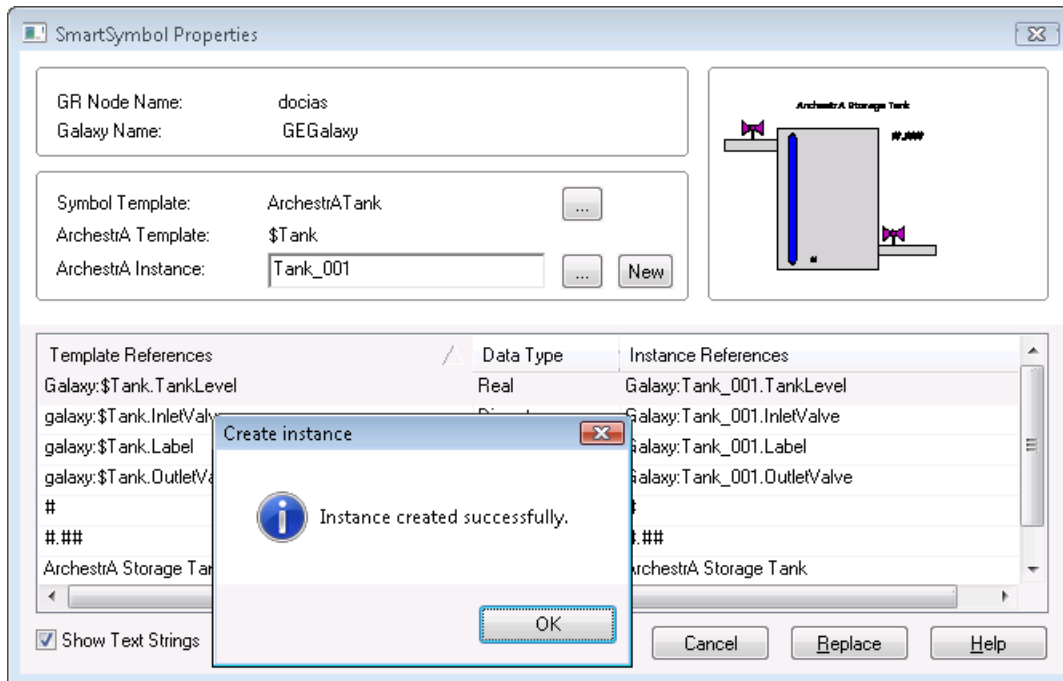 SmartSymbol Properties
GR Node Name: docias
Galaxy Name: GEGalaxy
ArchestrA Storage Tank
#.###
#
Symbol Template: ArchestrATank ...
ArchestrA Template: $Tank
ArchestrA Instance: Tank_001 ... New
Template References Data Type Instance References
Galaxy:$Tank.TankLevel Real Galaxy:Tank_001.TankLevel
galaxy:$Tank.InletValv Galaxy:Tank_001.InletValve
galaxy:$Tank.Label Galaxy:Tank_001.Label
galaxy:$Tank.OutletVa Galaxy:Tank_001.OutletValve
# #
#.## #.##
ArchestrA Storage Tan ArchestrA Storage Tank
Create instance
Instance created successfully.
OK
Show Text Strings Cancel Replace Help